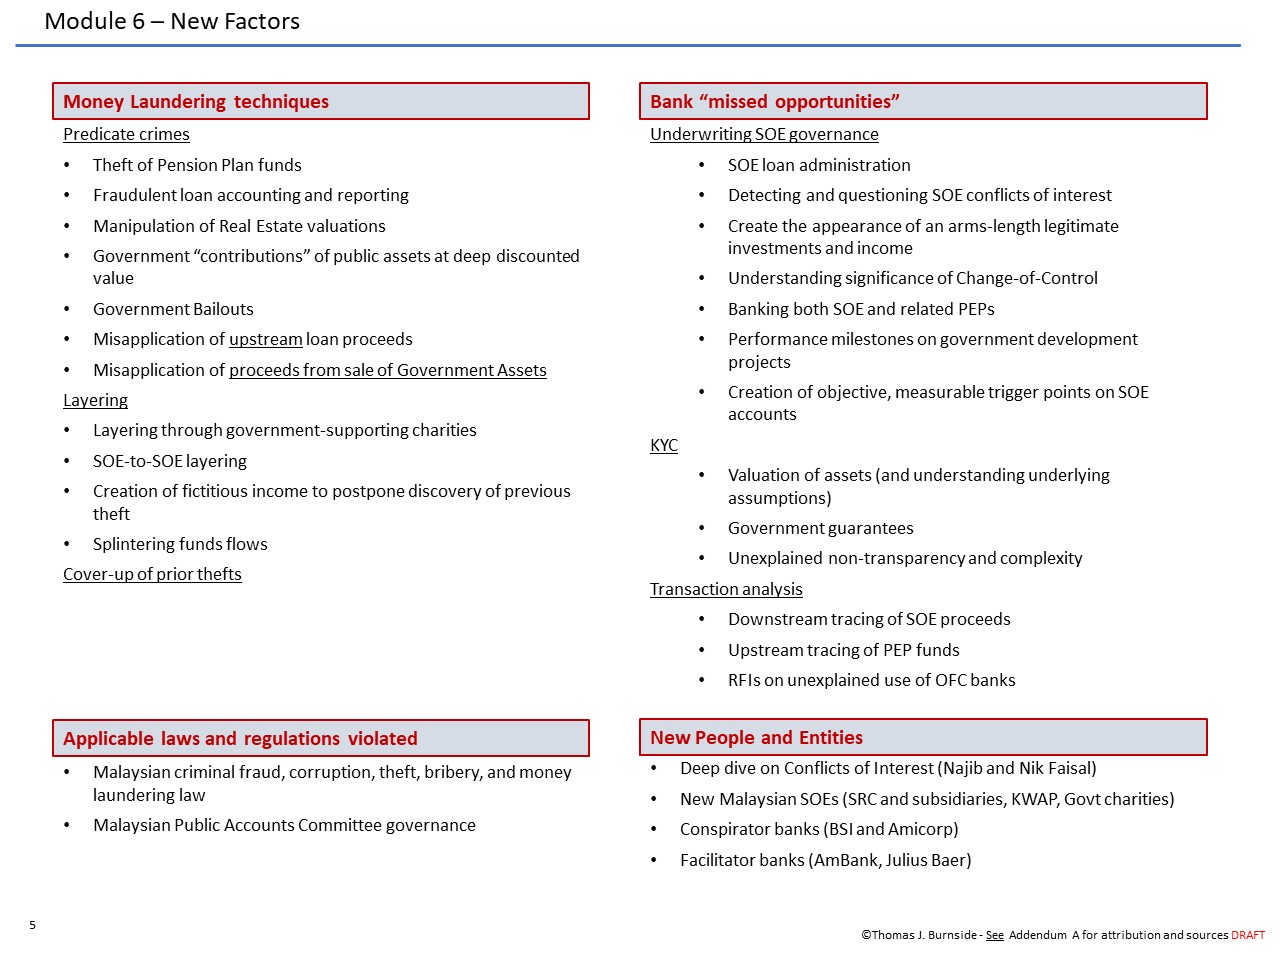 Module 6 – New Factors
Money Laundering techniques
Predicate crimes
• Theft of Pension Plan funds
• Fraudulent loan accounting and reporting
• Manipulation of Real Estate valuations
• Government “contributions” of public assets at deep discounted
value
• Government Bailouts
• Misapplication of upstream loan proceeds
• Misapplication of proceeds from sale of Government Assets
Layering
• Layering through government-supporting charities
• SOE-to-SOE layering
• Creation of fictitious income to postpone discovery of previous
theft
• Splintering funds flows
Cover-up of prior thefts
Bank “missed opportunities”
Underwriting SOE governance
• SOE loan administration
• Detecting and questioning SOE conflicts of interest
• Create the appearance of an arms-length legitimate
investments and income
• Understanding significance of Change-of-Control
• Banking both SOE and related PEPs
• Performance milestones on government development
projects
• Creation of objective, measurable trigger points on SOE
accounts
KYC
• Valuation of assets (and understanding underlying
assumptions)
• Government guarantees
• Unexplained non-transparency and complexity
Transaction analysis
• Downstream tracing of SOE proceeds
• Upstream tracing of PEP funds
• RFIs on unexplained use of OFC banks
Applicable laws and regulations violated
• Malaysian criminal fraud, corruption, theft, bribery, and money
laundering law
• Malaysian Public Accounts Committee governance
New People and Entities
• Deep dive on Conflicts of Interest (Najib and Nik Faisal)
• New Malaysian SOEs (SRC and subsidiaries, KWAP, Govt charities)
• Conspirator banks (BSI and Amicorp)
• Facilitator banks (AmBank, Julius Baer)
5
©Thomas J. Burnside - See Addendum A for attribution and sources DRAFT